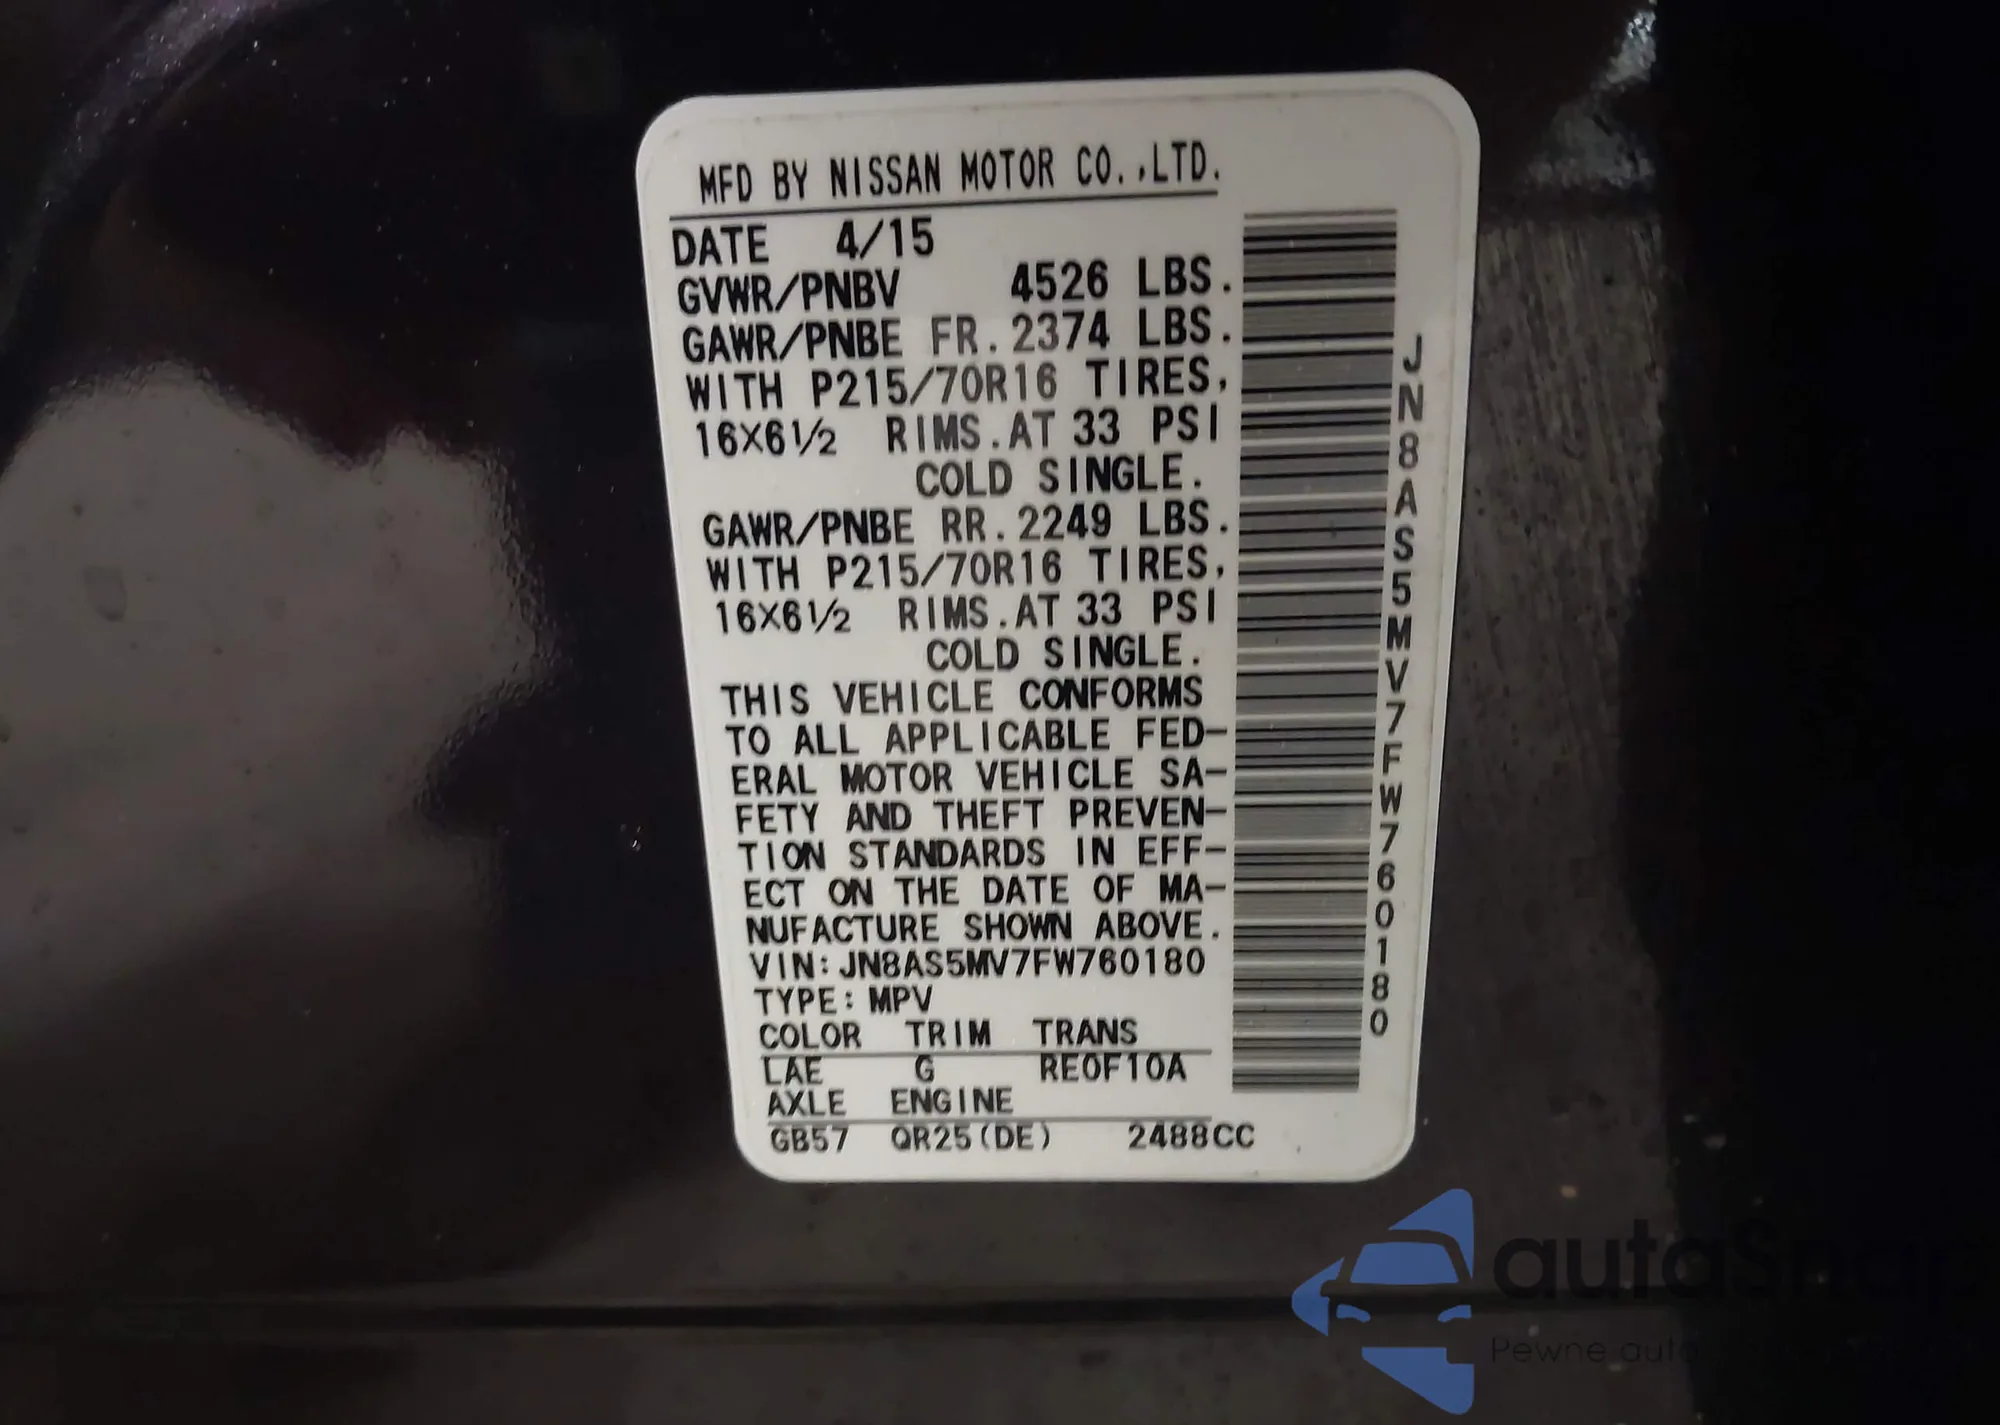 MFD BY NISSAN MOTOR CO.,LTD.
DATE 4/15
GVWR/PNBV 4526 LBS.
GAWR/PNBE FR. 2374 LBS.
WITH P215/70R16 TIRES,
16X6½ RIMS.AT 33 PSI
COLD SINGLE.
GAWR/PNBE RR. 2249 LBS.
WITH P215/70R16 TIRES,
16X6½ RIMS.AT 33 PSI
COLD SINGLE.
THIS VEHICLE CONFORMS
TO ALL APPLICABLE FED-
ERAL MOTOR VEHICLE SA-
FETY AND THEFT PREVEN-
TION STANDARDS IN EFF-
ECT ON THE DATE OF MA-
NUFACTURE SHOWN ABOVE.
VIN: JN8AS5MV7FW760180
TYPE: MPV
COLOR TRIM TRANS
LAE G RE0F10A
AXLE ENGINE
GB57 QR25(DE) 2488CC
JN8AS5MV7FW760180
autaSna
Pewne aut